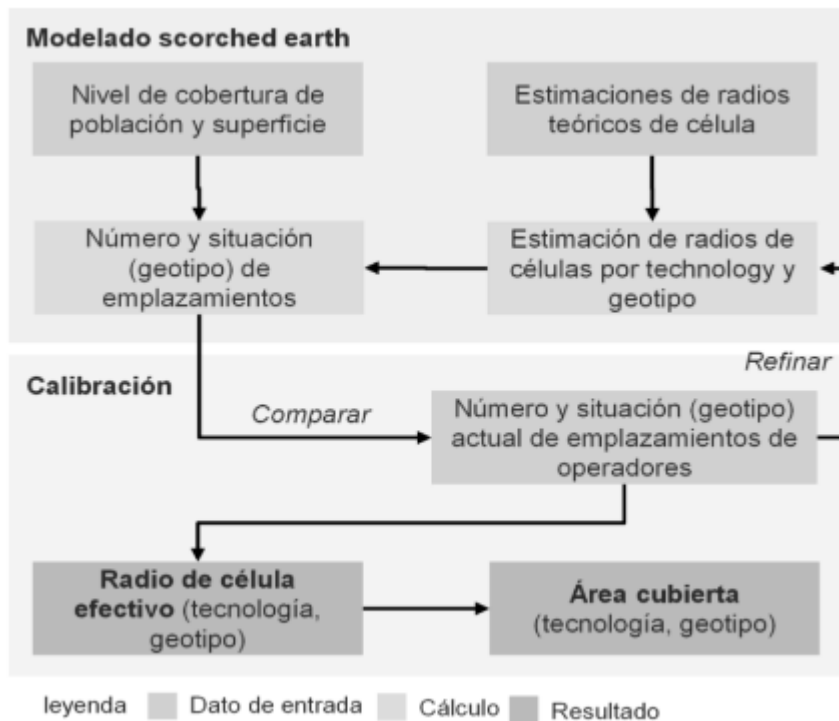 Modelado scorched earth
Nivel de cobertura de
población y superficie
Estimaciones de radios
teóricos de célula
Número y situación
(geotipo) de
emplazamientos
Estimación de radios de
células por technology y
geotipo
Refinar
Calibración
Comparar
Número y situación (geotipo)
actual de emplazamientos de
operadores
Radio de célula
efectivo (tecnología,
geotipo)
Área cubierta
(tecnología, geotipo)
leyenda Dato de entrada Cálculo Resultado